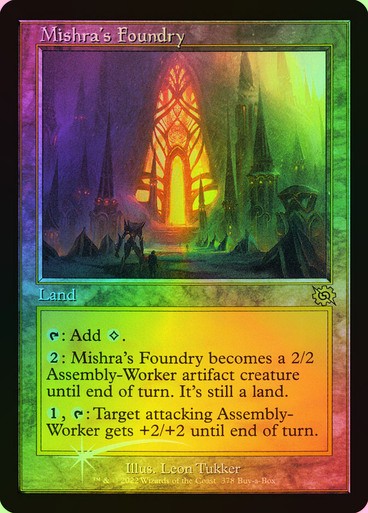 Mishra's Foundry
Land
: Add .
2: Mishra's Foundry becomes a 2/2
Assembly-Worker artifact creature
until end of turn. It's still a land.
1, : Target attacking Assembly-
Worker gets +2/+2 until end of turn.
Illus. Leon Tukker
™ & © 2022 Wizards of the Coast 378 Buy-a-Box